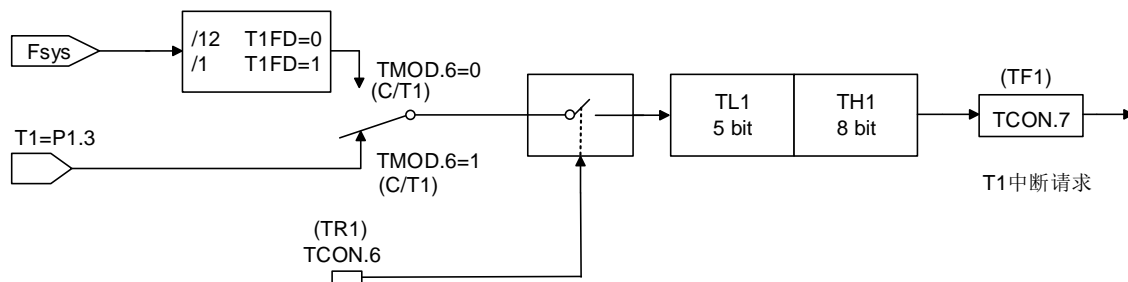 Fsys
/12 T1FD=0
/1 T1FD=1
TMOD.6=0
(C/T1)
T1=P1.3
TMOD.6=1
(C/T1)
(TR1)
TCON.6
TL1
5 bit
TH1
8 bit
(TF1)
TCON.7
T1中断请求